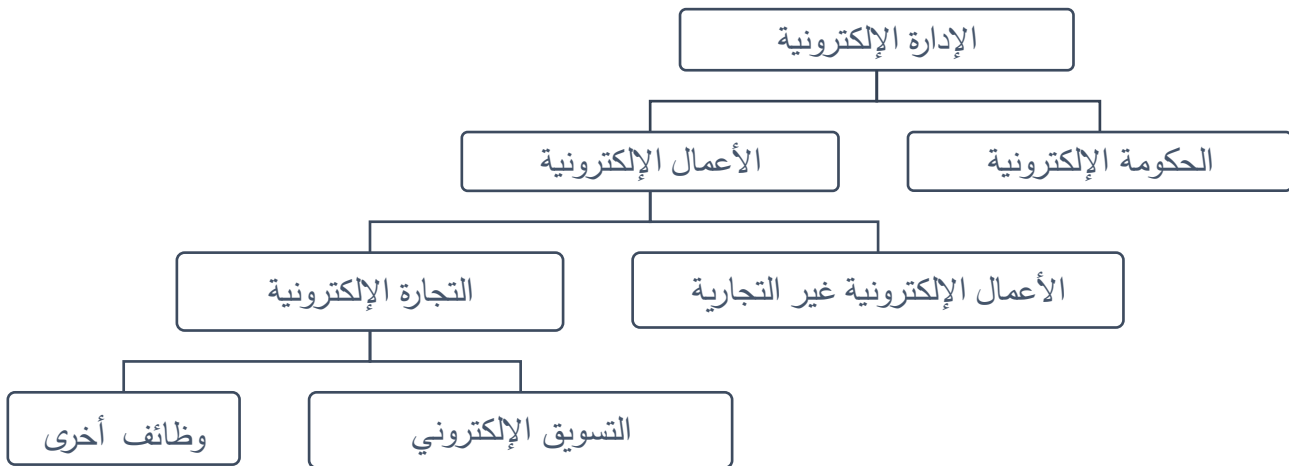 الإدارة الإلكترونية
الحكومة الإلكترونية
الأعمال الإلكترونية
الأعمال الإلكترونية غير التجارية
التجارة الإلكترونية
التسويق الإلكتروني
وظائف أخرى